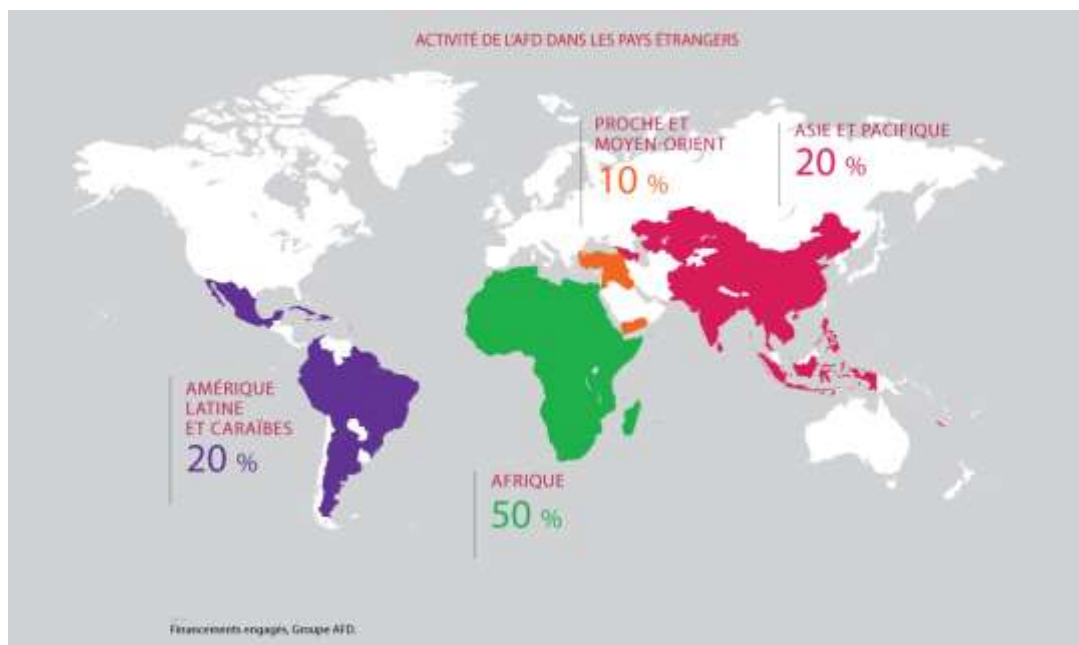 ACTIVITÉ DE L'AFD DANS LES PAYS ÉTRANGERS
PROCHE ET
MOYEN-ORIENT
10 %
ASIE ET PACIFIQUE
20 %
AMÉRIQUE
LATINE
ET CARAÏBES
20 %
AFRIQUE
50 %
Financements engagés, Groupe AFD.